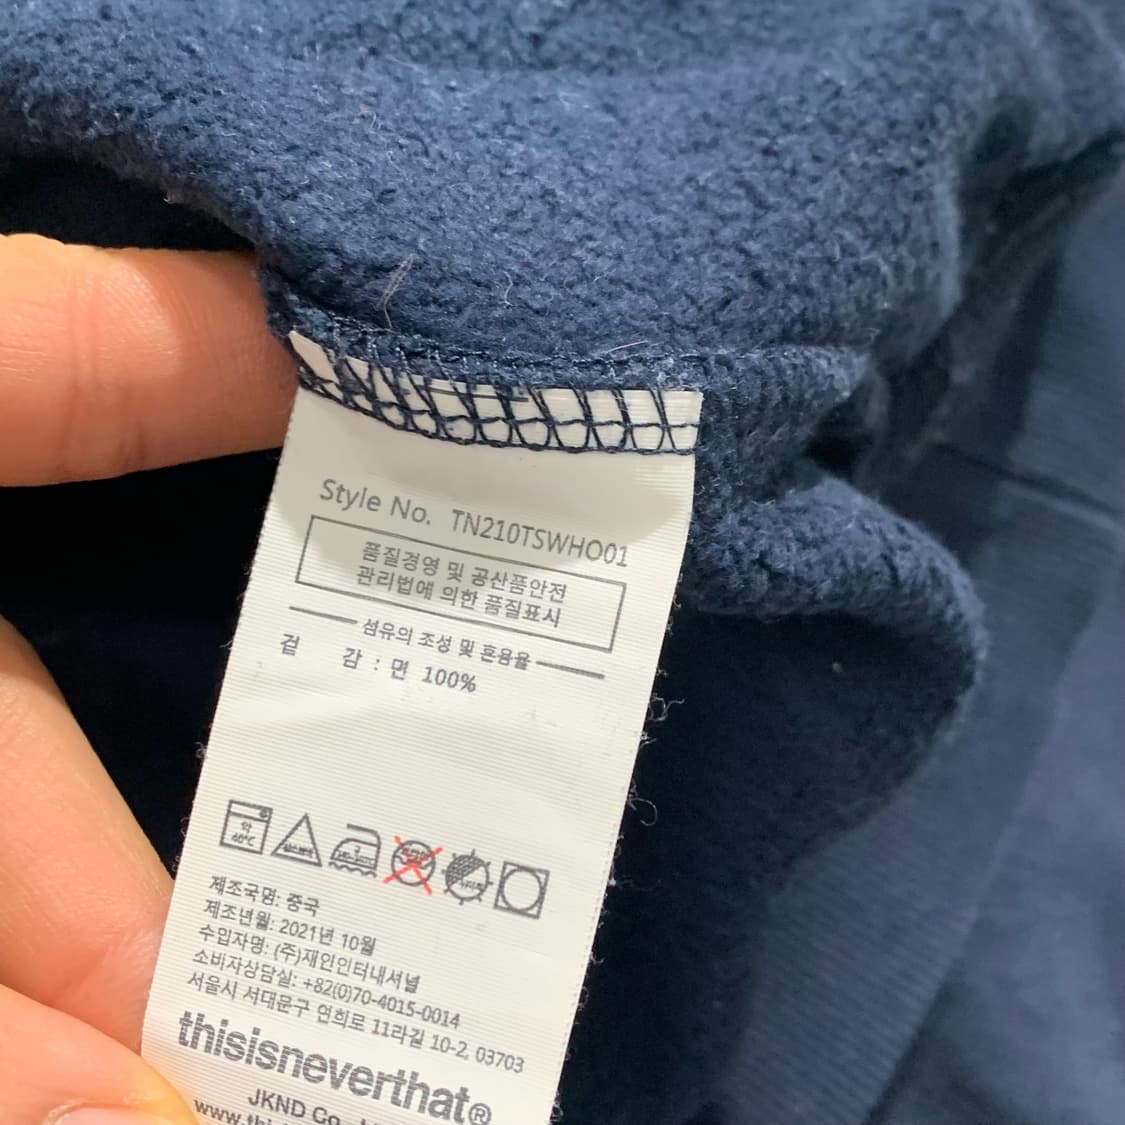 Style No. TN210TSWHO01
품질경영 및 공산품안전
관리법에 의한 품질표시
섬유의 조성 및 혼용율
겉 감 : 면 100%
약
40℃
제조국명: 중국
제조년월: 2021년 10월
수입자명: (주)재인인터내셔널
소비자상담실: +82(0)70-4015-0014
서울시 서대문구 연희로 11라길 10-2, 03703
thisisneverthat®
JKND Co.